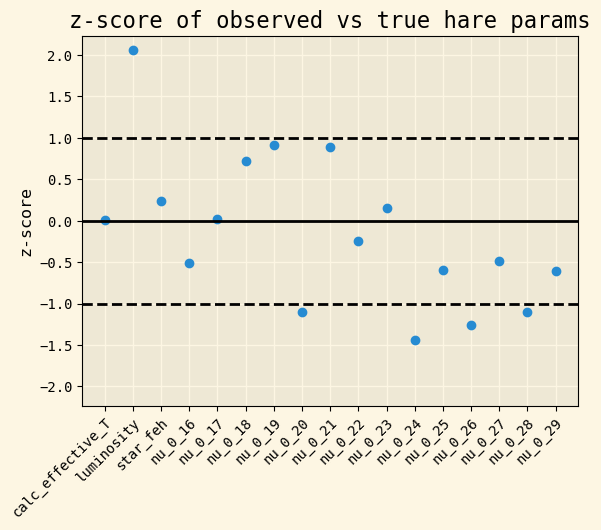 z-score of observed vs true hare params
z-score
2.0
1.5
1.0
0.5
0.0
−0.5
−1.0
−1.5
−2.0
calc_effective_T
luminosity
star_feh
nu_0_16
nu_0_17
nu_0_18
nu_0_19
nu_0_20
nu_0_21
nu_0_22
nu_0_23
nu_0_24
nu_0_25
nu_0_26
nu_0_27
nu_0_28
nu_0_29